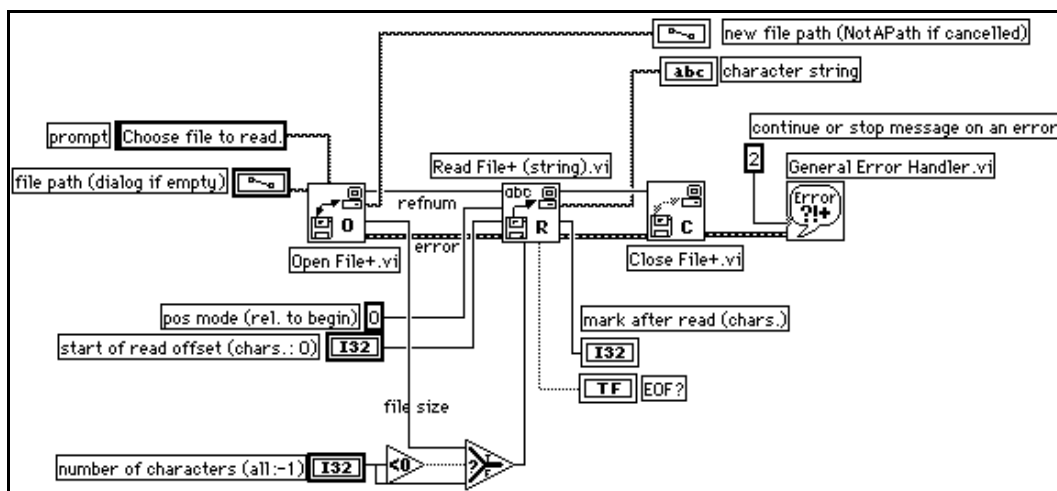 new file path (NotAPath if cancelled)
abc character string
prompt Choose file to read.
continue or stop message on an error
2
Read File+ (string).vi
General Error Handler.vi
file path (dialog if empty)
abc
Error
?!+
refnum
O
R
C
error
Open File+.vi
Close File+.vi
pos mode (rel. to begin) 0
mark after read (chars.)
start of read offset (chars.: 0) I32
I32
TF EOF?
file size
number of characters (all:-1) I32 <0 ? T F